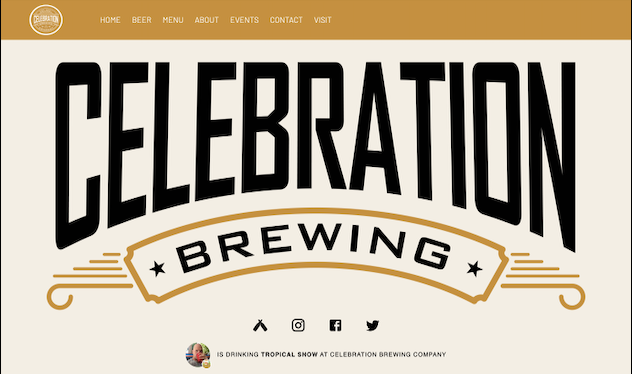 CELEBRATION
HOME BEER MENU ABOUT EVENTS CONTACT VISIT
CELEBRATION
★ BREWING ★
IS DRINKING TROPICAL SNOW AT CELEBRATION BREWING COMPANY